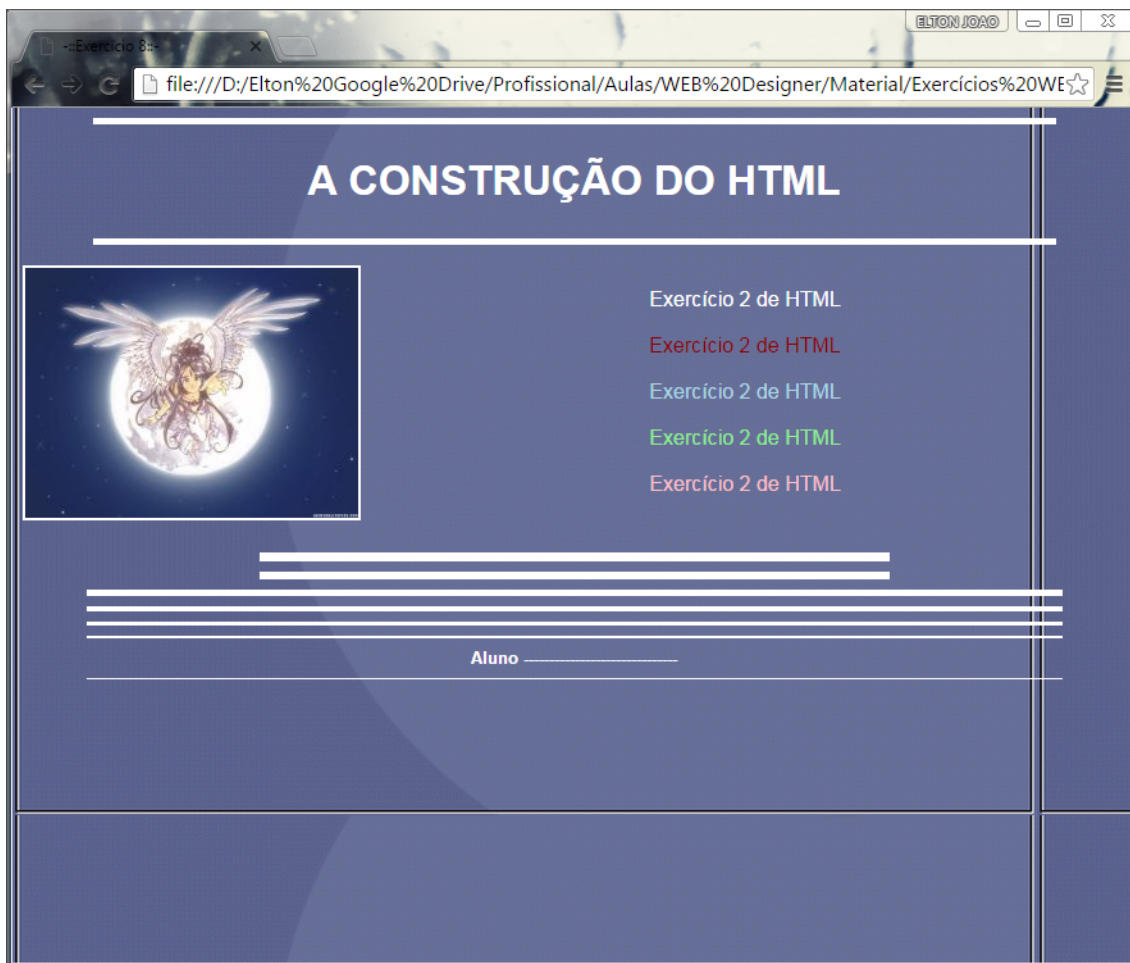 ELTON JOAO
-::Exercício 8::-
file:///D:/Elton%20Google%20Drive/Profissional/Aulas/WEB%20Designer/Material/Exercícios%20WE
A CONSTRUÇÃO DO HTML
Exercício 2 de HTML
Exercício 2 de HTML
Exercício 2 de HTML
Exercício 2 de HTML
Exercício 2 de HTML
Aluno -------------------------------